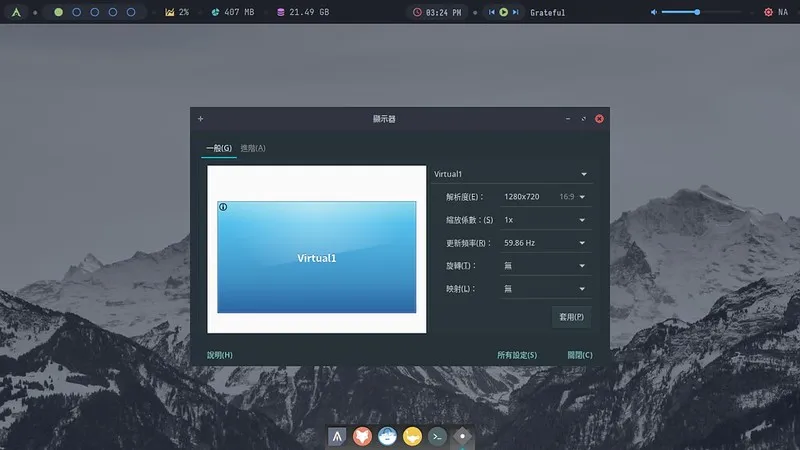 2% 407 MB 21.49 GB 03:24 PM Grateful NA
顯示器
一般(G) 進階(A)
Virtual1
解析度(E)： 1280x720 16:9
縮放係數：(S) 1x
更新頻率(R)： 59.86 Hz
Virtual1
旋轉(T)： 無
映射(L)： 無
套用(P)
說明(H) 所有設定(S) 關閉(C)